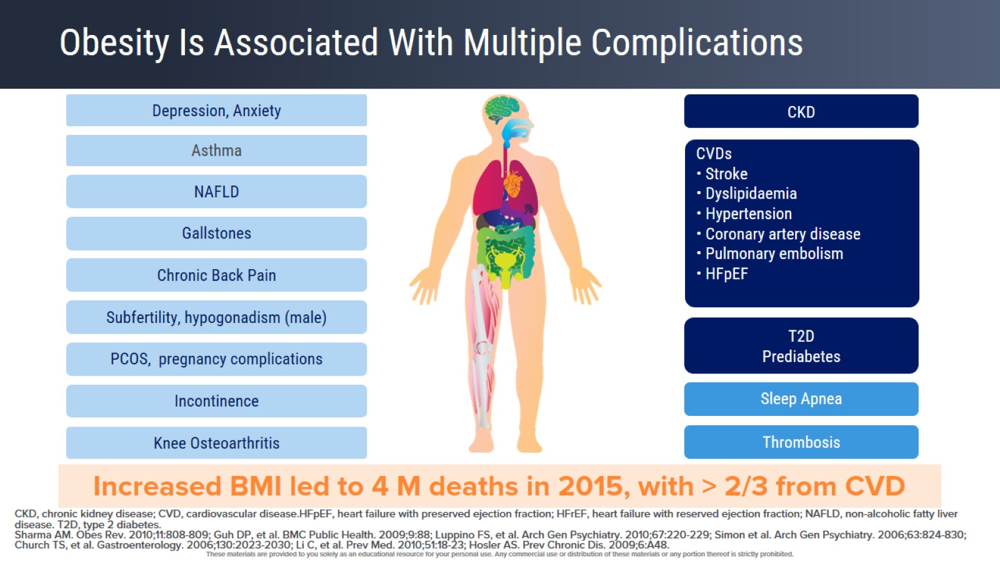 Obesity Is Associated With Multiple Complications
Depression, Anxiety
Asthma
NAFLD
Gallstones
Chronic Back Pain
Subfertility, hypogonadism (male)
PCOS,  pregnancy complications
Incontinence
Knee Osteoarthritis
CKD
CVDs
• Stroke
• Dyslipidaemia
• Hypertension
• Coronary artery disease
• Pulmonary embolism
• HFpEF
T2D
Prediabetes
Sleep Apnea
Thrombosis
Increased BMI led to 4 M deaths in 2015, with > 2/3 from CVD
CKD, chronic kidney disease; CVD, cardiovascular disease.HFpEF, heart failure with preserved ejection fraction; HFrEF, heart failure with reserved ejection fraction; NAFLD, non-alcoholic fatty liver
disease. T2D, type 2 diabetes.
Sharma AM. Obes Rev. 2010;11:808-809; Guh DP, et al. BMC Public Health. 2009;9:88; Luppino FS, et al. Arch Gen Psychiatry. 2010;67:220-229; Simon et al. Arch Gen Psychiatry. 2006;63:824-830;
Church TS, et al. Gastroenterology. 2006;130:2023-2030; Li C, et al. Prev Med. 2010;51:18-23; Hosler AS. Prev Chronic Dis. 2009;6:A48.
These materials are provided to you solely as an educational resource for your personal use. Any commercial use or distribution of these materials or any portion thereof is strictly prohibited.